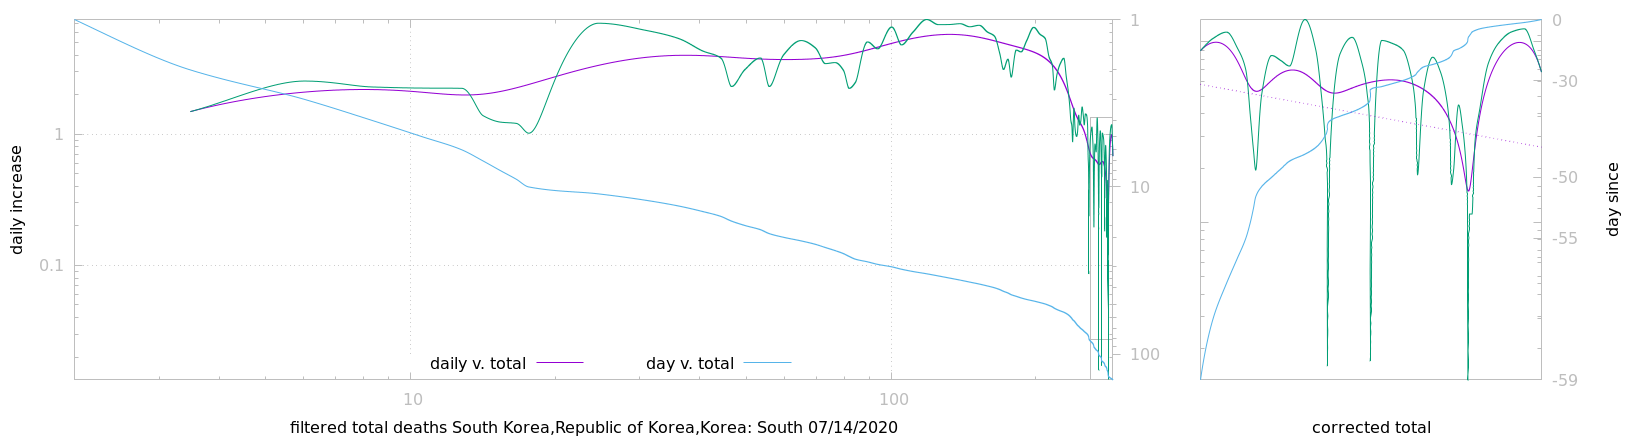 daily increase
1
0.1
10
100
daily v. total
day v. total
1
10
100
filtered total deaths South Korea,Republic of Korea,Korea: South 07/14/2020
0
-30
-50
-55
-59
day since
corrected total